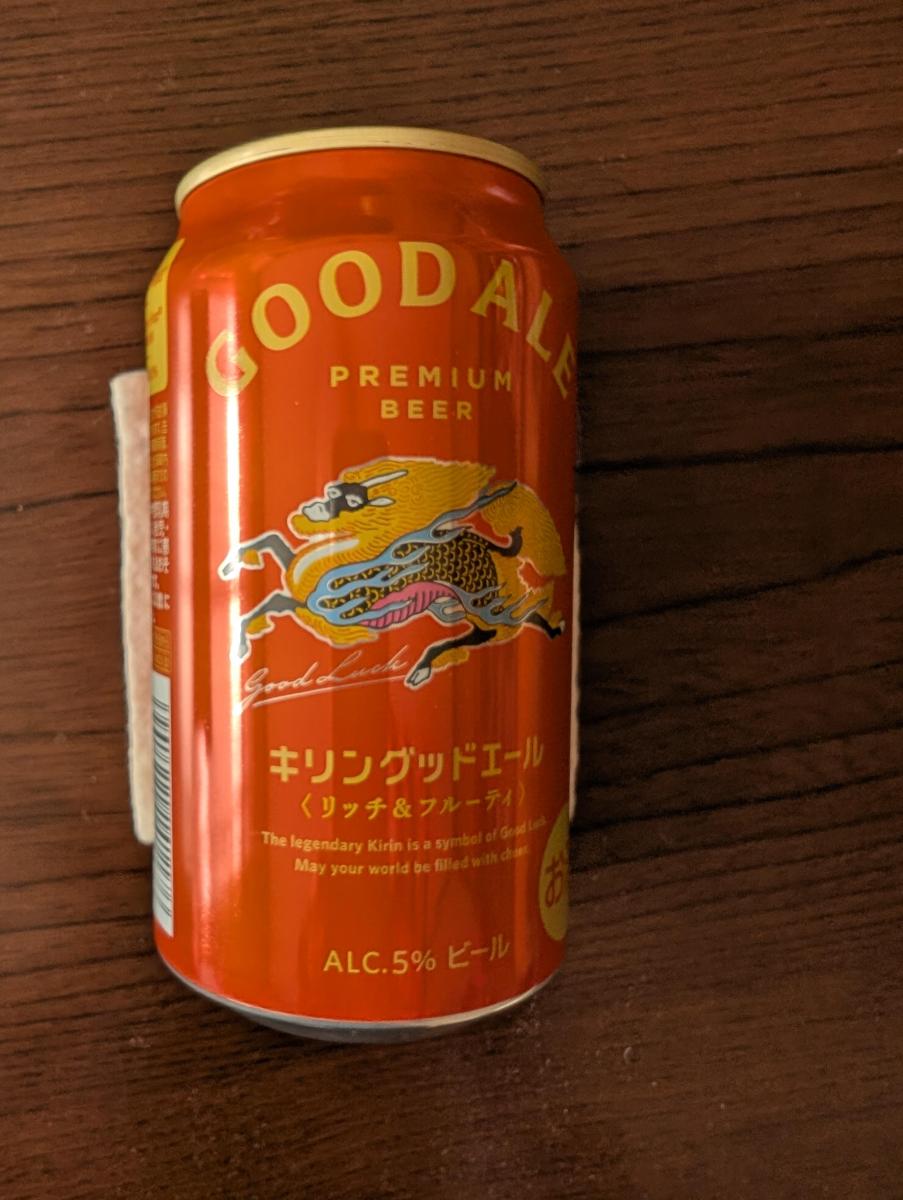 GOOD ALE
PREMIUM
BEER
Good Luck
キリングッドエール
〈リッチ&フルーティ〉
The legendary Kirin is a symbol of Good Luck.
May your world be filled with cheer.
お
ALC.5% ビール